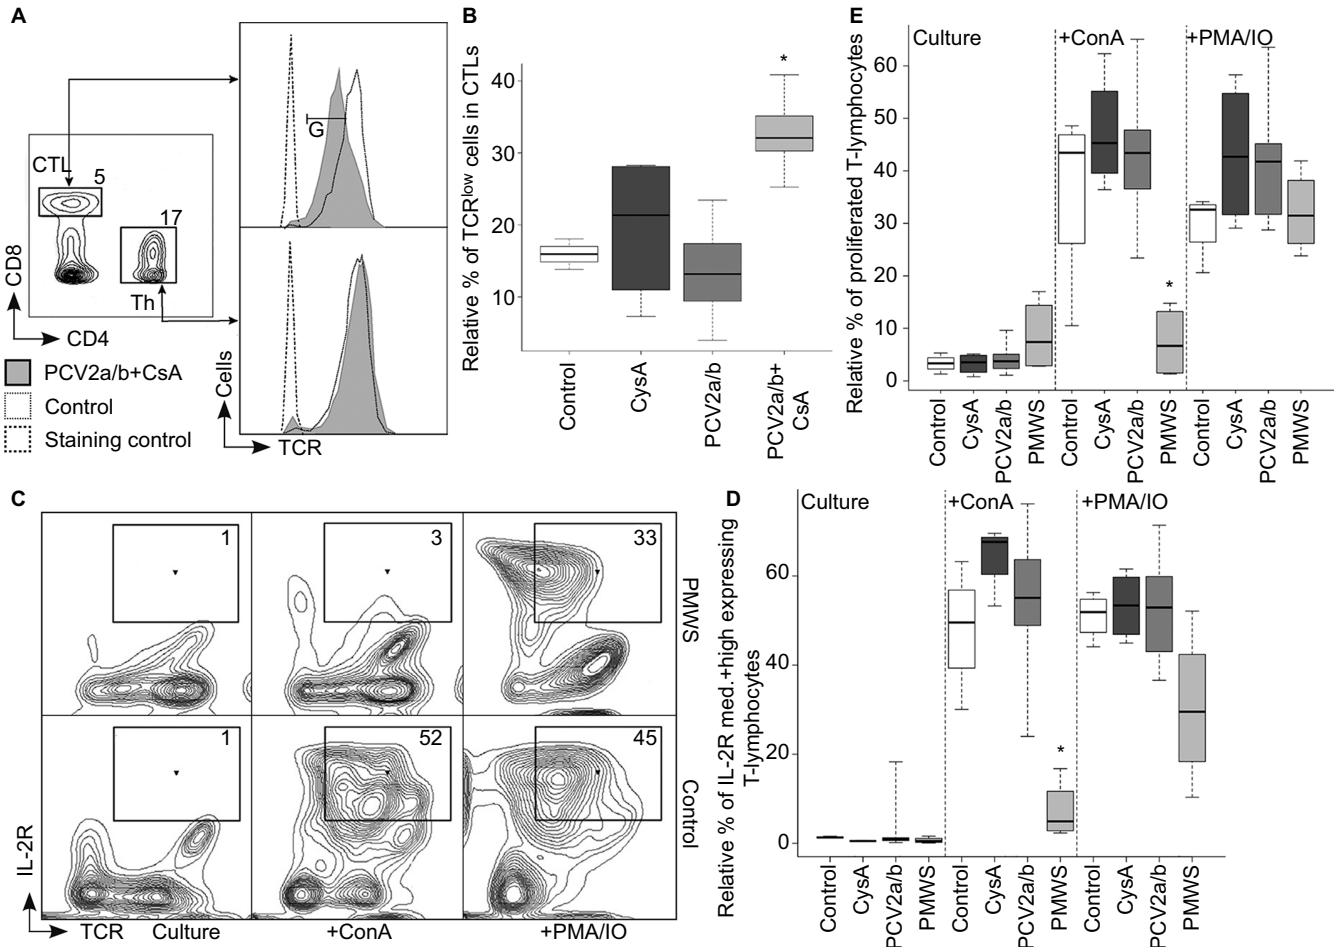 A
CTL
5
17
Th
CD8
CD4
G
Cells
TCR
PCV2a/b+CsA
Control
Staining control
B
Relative % of TCRlow cells in CTLs
40
30
20
10
*
Control
CysA
PCV2a/b
PCV2a/b+
CsA
E
Relative % of proliferated T-lymphocytes
Culture
+ConA
+PMA/IO
60
50
40
30
20
10
0
*
Control
CysA
PCV2a/b
PMWS
Control
CysA
PCV2a/b
PMWS
Control
CysA
PCV2a/b
PMWS
C
1
3
33
PMWS
1
52
45
Control
IL-2R
TCR
Culture
+ConA
+PMA/IO
D
Relative % of IL-2R med.+high expressing
T-lymphocytes
Culture
+ConA
+PMA/IO
60
40
20
0
*
Control
CysA
PCV2a/b
PMWS
Control
CysA
PCV2a/b
PMWS
Control
CysA
PCV2a/b
PMWS